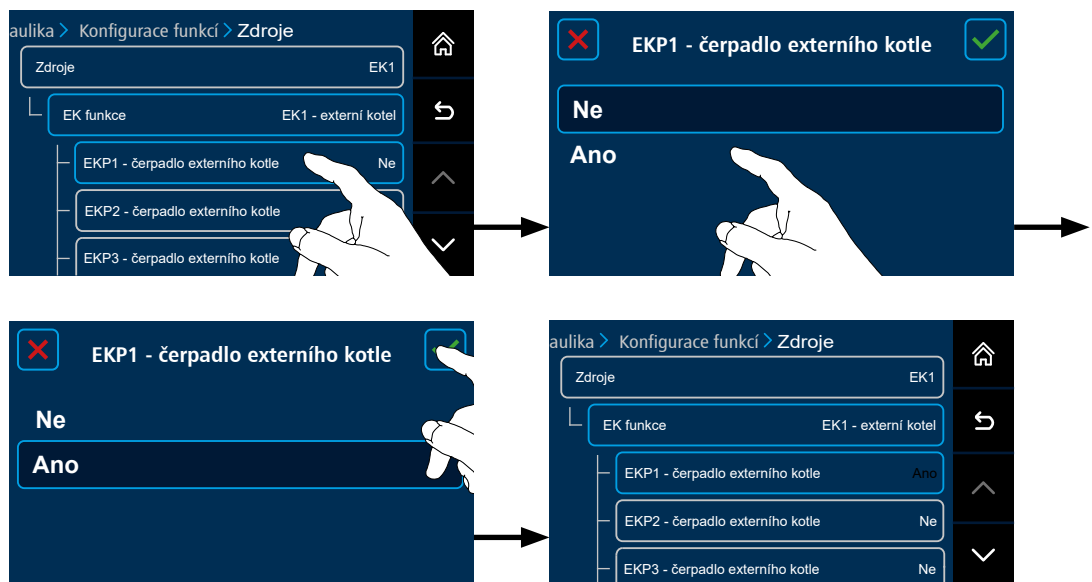 aulika > Konfigurace funkcí > Zdroje
Zdroje EK1
EK funkce EK1 - externí kotel
EKP1 - čerpadlo externího kotle Ne
EKP2 - čerpadlo externího kotle
EKP3 - čerpadlo externího kotle
EKP1 - čerpadlo externího kotle
Ne
Ano
EKP1 - čerpadlo externího kotle
Ne
Ano
aulika > Konfigurace funkcí > Zdroje
Zdroje EK1
EK funkce EK1 - externí kotel
EKP1 - čerpadlo externího kotle Ano
EKP2 - čerpadlo externího kotle Ne
EKP3 - čerpadlo externího kotle Ne